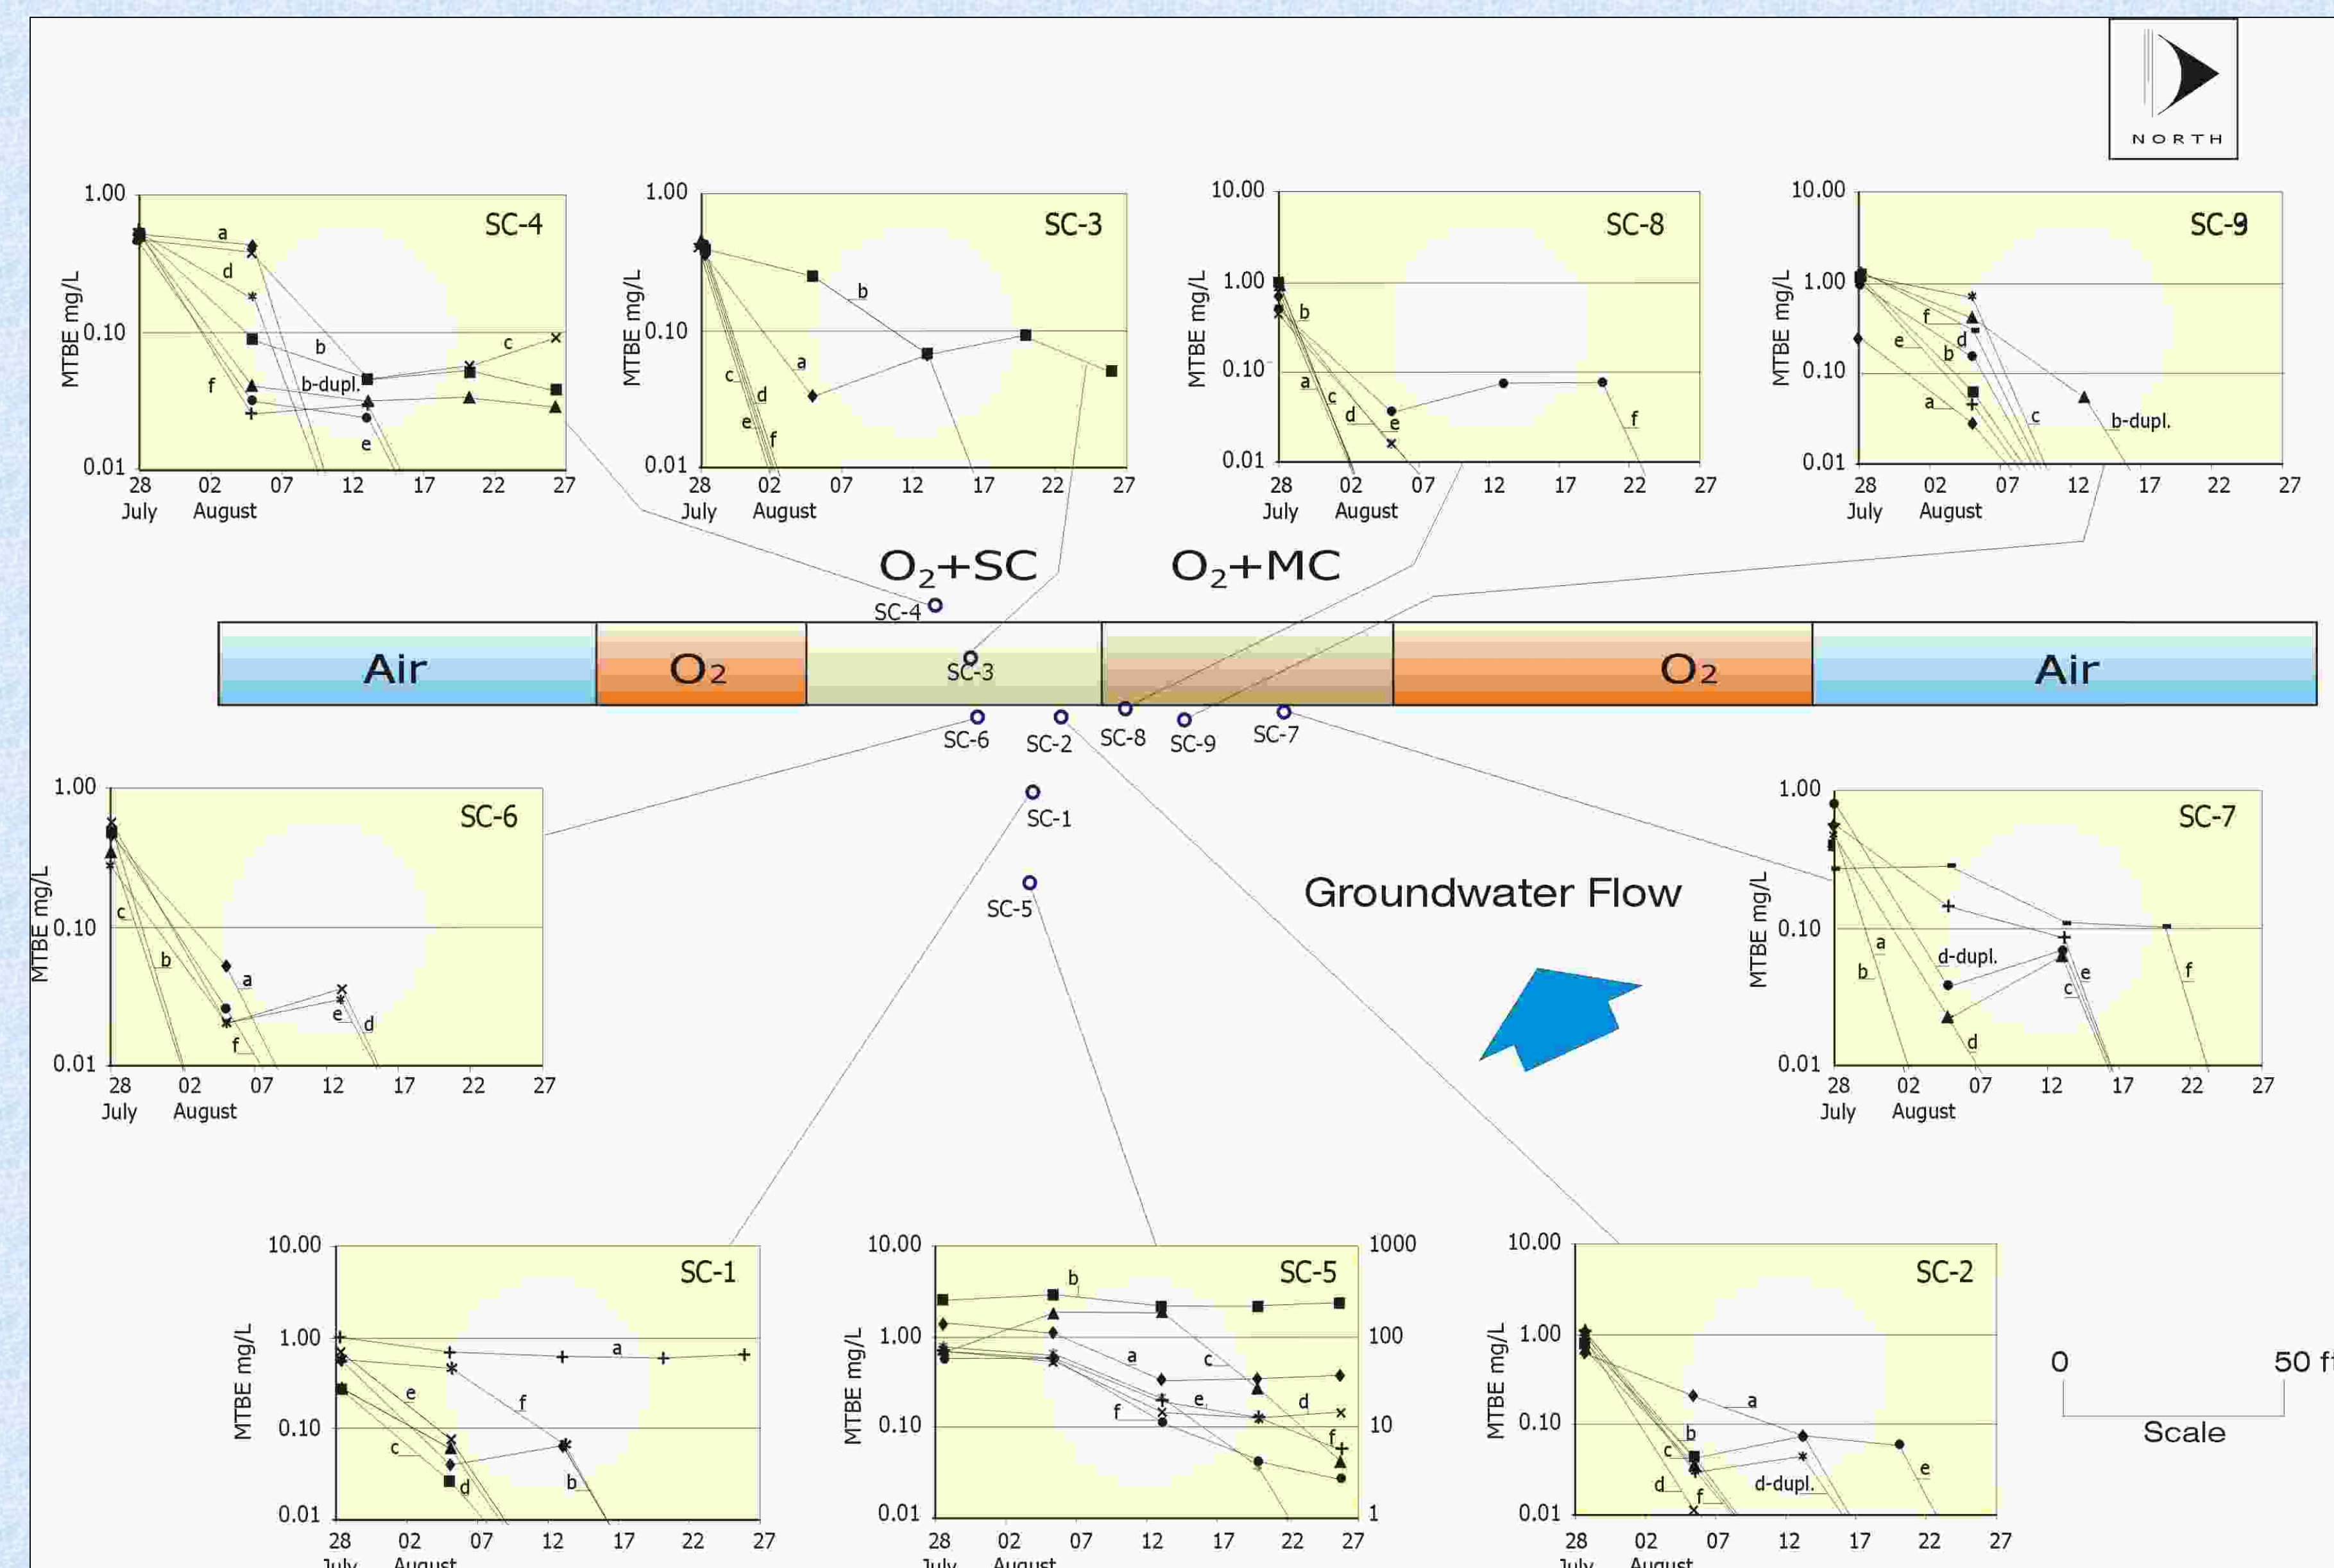 NORTH
SC-4
MTBE mg/L
1.00
0.10
0.01
a
d
b
c
f
b-dupl.
e
28 02 07 12 17 22 27
July August
SC-3
MTBE mg/L
1.00
0.10
0.01
b
a
c
d
e
f
28 02 07 12 17 22 27
July August
SC-8
MTBE mg/L
10.00
1.00
0.10
0.01
b
a
c
d
e
f
28 02 07 12 17 22 27
July August
SC-9
MTBE mg/L
10.00
1.00
0.10
0.01
f
e
d
b
a
c
b-dupl.
28 02 07 12 17 22 27
July August
O2+SC O2+MC
SC-4
Air O2 SC-3 O2 Air
SC-6 SC-2 SC-8 SC-9 SC-7
SC-1
SC-5
Groundwater Flow
SC-6
MTBE mg/L
1.00
0.10
0.01
c
b
a
e
d
f
28 02 07 12 17 22 27
July August
SC-7
MTBE mg/L
1.00
0.10
0.01
a
b
d-dupl.
e
c
f
d
28 02 07 12 17 22 27
July August
SC-1
MTBE mg/L
10.00
1.00
0.10
0.01
a
e
f
c
d
b
28 02 07 12 17 22 27
July August
SC-5
MTBE mg/L
10.00
1.00
0.10
0.01
1000
100
10
1
b
a
c
e
d
f
f
28 02 07 12 17 22 27
July August
SC-2
MTBE mg/L
10.00
1.00
0.10
0.01
a
b
c
d
f
d-dupl.
e
28 02 07 12 17 22 27
July August
0 50 ft
Scale